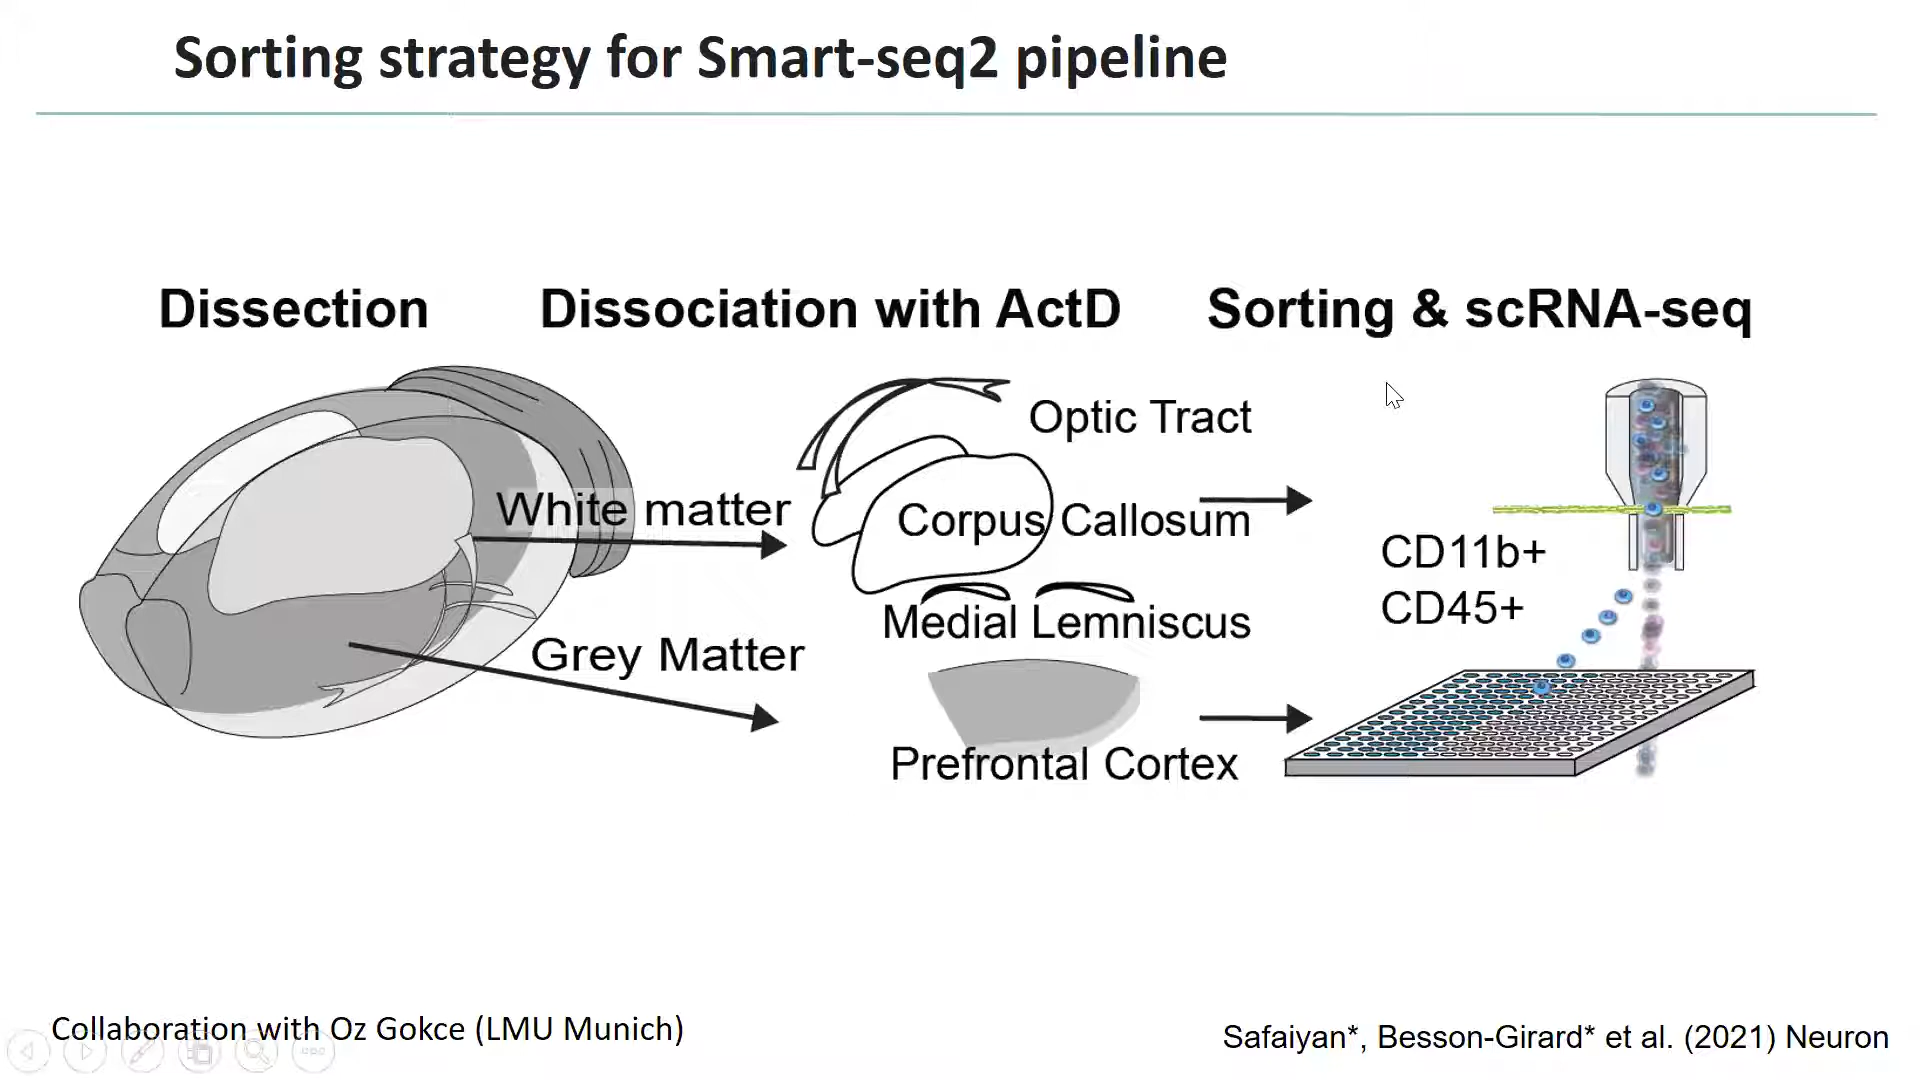 Sorting strategy for Smart-seq2 pipeline
Dissection
Dissociation with ActD
Sorting & scRNA-seq
Optic Tract
White matter
Corpus Callosum
CD11b+
CD45+
Medial Lemniscus
Grey Matter
Prefrontal Cortex
Collaboration with Oz Gokce (LMU Munich)
Safaiyan*, Besson-Girard* et al. (2021) Neuron